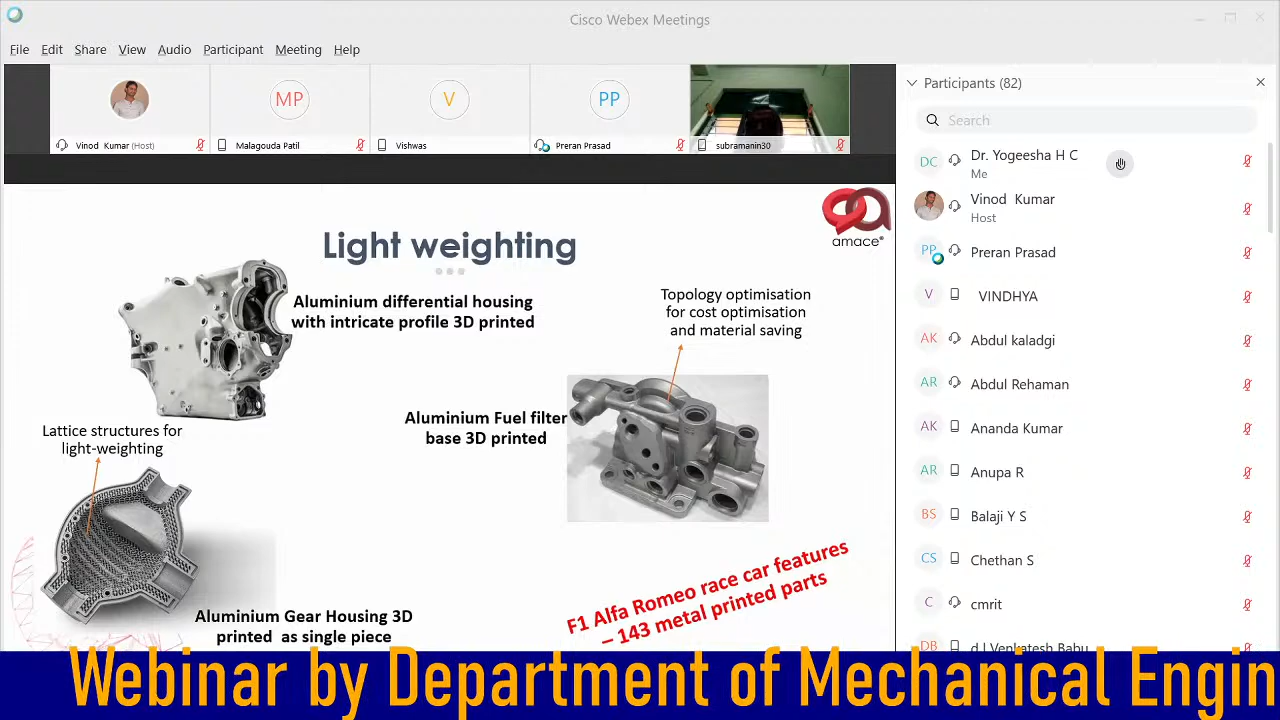 Cisco Webex Meetings
File Edit Share View Audio Participant Meeting Help
MP
V
PP
Vinod Kumar (Host)
Malagouda Patil
Vishwas
Preran Prasad
subramanin30
amace®
Light weighting
Aluminium differential housing
with intricate profile 3D printed
Topology optimisation
for cost optimisation
and material saving
Aluminium Fuel filter
base 3D printed
Lattice structures for
light-weighting
Aluminium Gear Housing 3D
printed as single piece
F1 Alfa Romeo race car features
– 143 metal printed parts
Participants (82)
Search
DC Dr. Yogeesha H C
Me
Vinod Kumar
Host
PP Preran Prasad
V VINDHYA
AK Abdul kaladgi
AR Abdul Rehaman
AK Ananda Kumar
AR Anupa R
BS Balaji Y S
CS Chethan S
C cmrit
DB d J Venkatesh Babu
Webinar by Department of Mechanical Engin